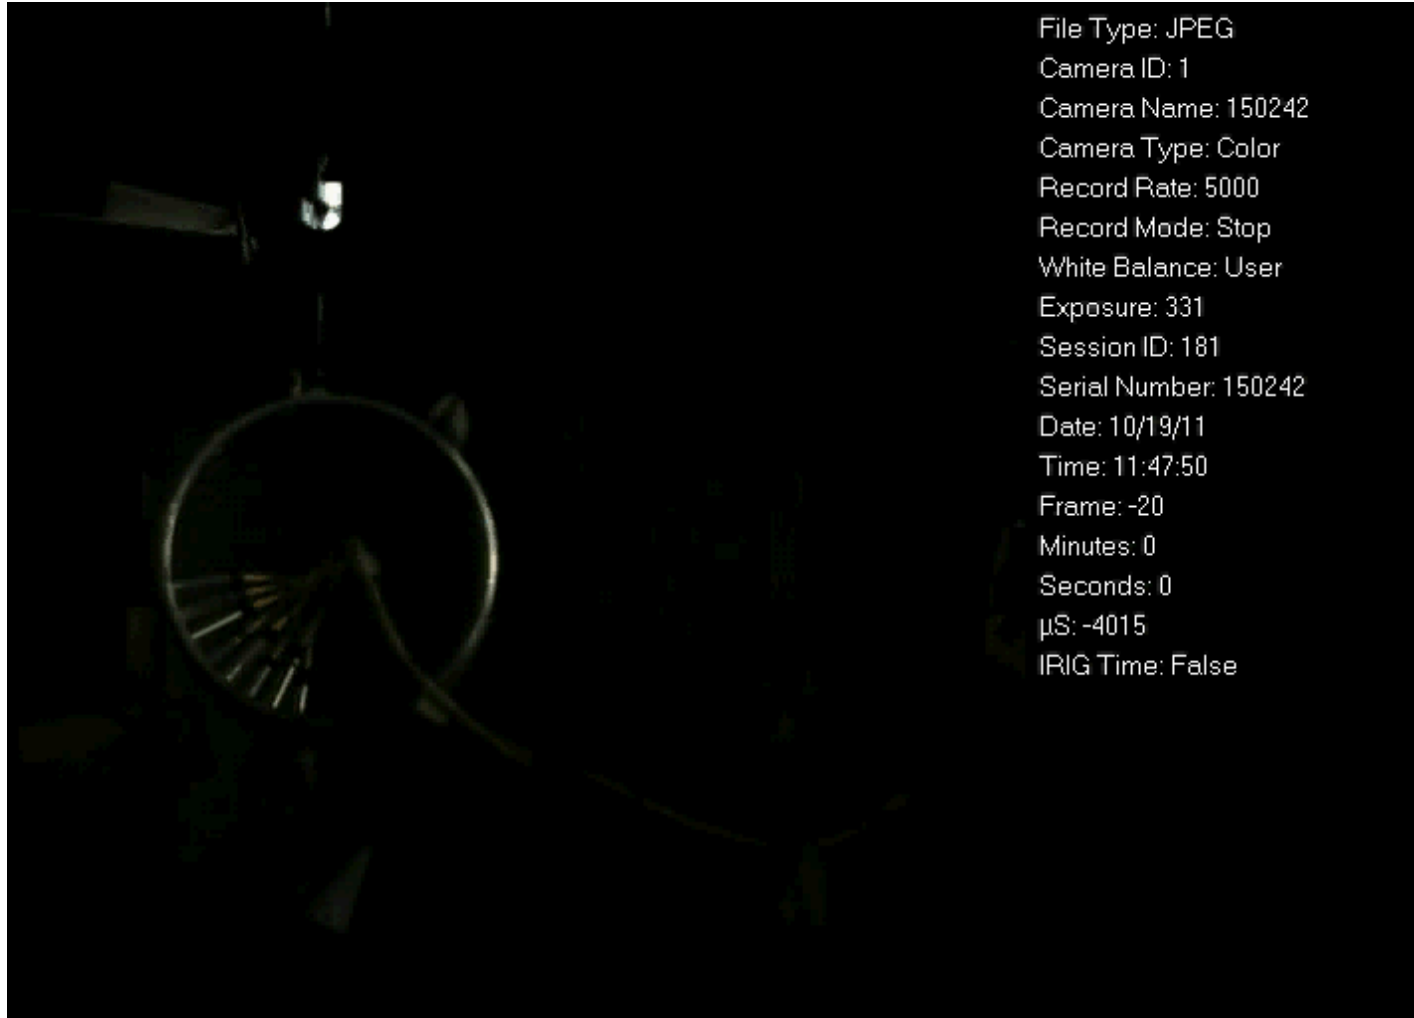 File Type: JPEG
Camera ID: 1
Camera Name: 150242
Camera Type: Color
Record Rate: 5000
Record Mode: Stop
White Balance: User
Exposure: 331
Session ID: 181
Serial Number: 150242
Date: 10/19/11
Time: 11:47:50
Frame: -20
Minutes: 0
Seconds: 0
µS: -4015
IRIG Time: False